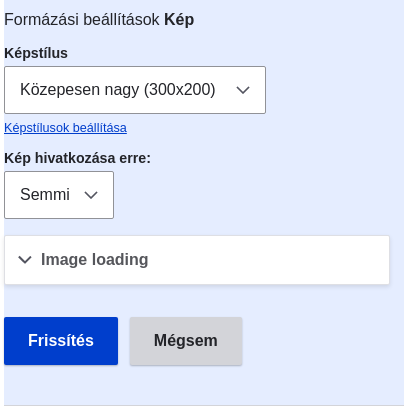 Formázási beállítások Kép
Képstílus
Közepesen nagy (300x200)
Képstílusok beállítása
Kép hivatkozása erre:
Semmi
Image loading
Frissítés Mégsem